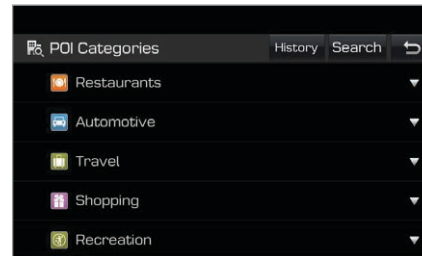 POI Categories History Search
Restaurants
Automotive
Travel
Shopping
Recreation